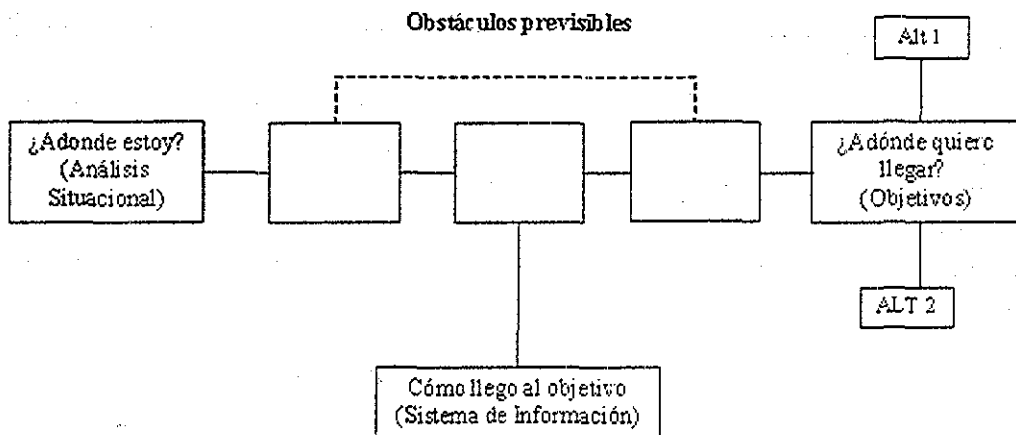 Obstáculos previsibles
Alt 1
¿Adonde estoy?
(Análisis
Situacional)
¿Adónde quiero
llegar?
(Objetivos)
ALT 2
Cómo llego al objetivo
(Sistema de Información)